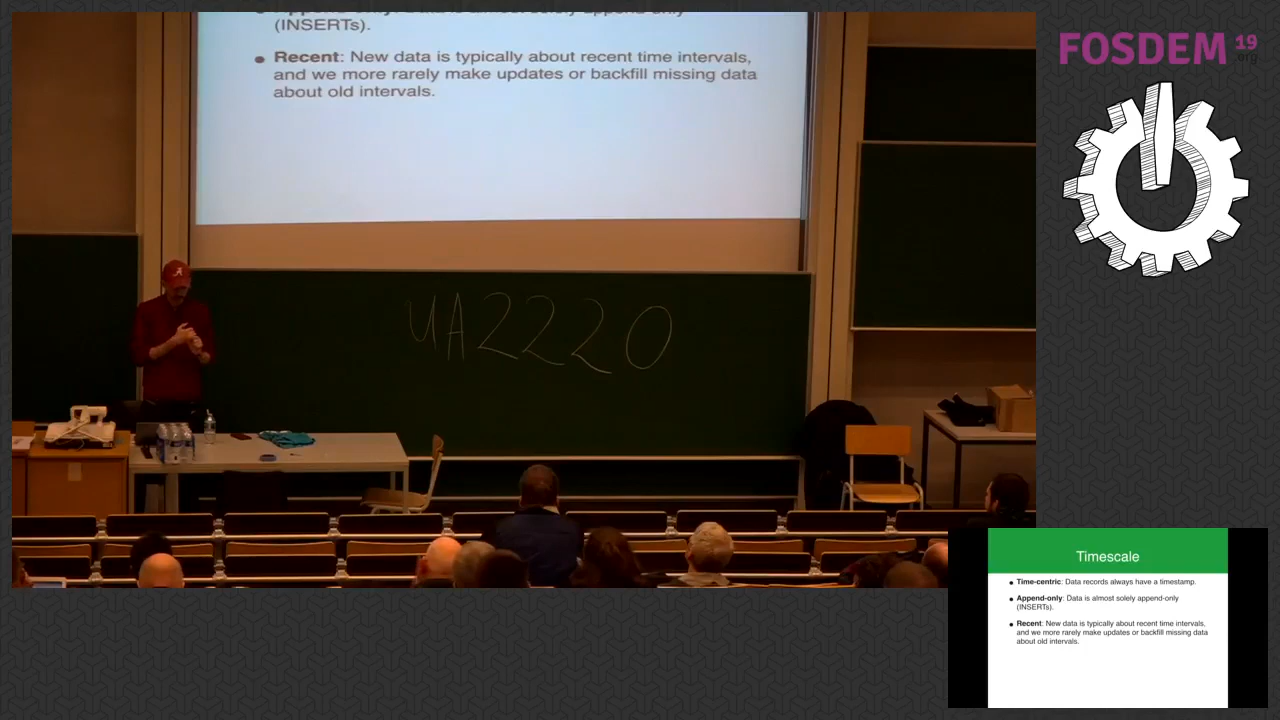 (INSERTs).
• Recent: New data is typically about recent time intervals,
and we more rarely make updates or backfill missing data
about old intervals.
UA2220
A
FOSDEM 19
.org
Timescale
• Time-centric: Data records always have a timestamp.
• Append-only: Data is almost solely append-only
(INSERTs).
• Recent: New data is typically about recent time intervals,
and we more rarely make updates or backfill missing data
about old intervals.